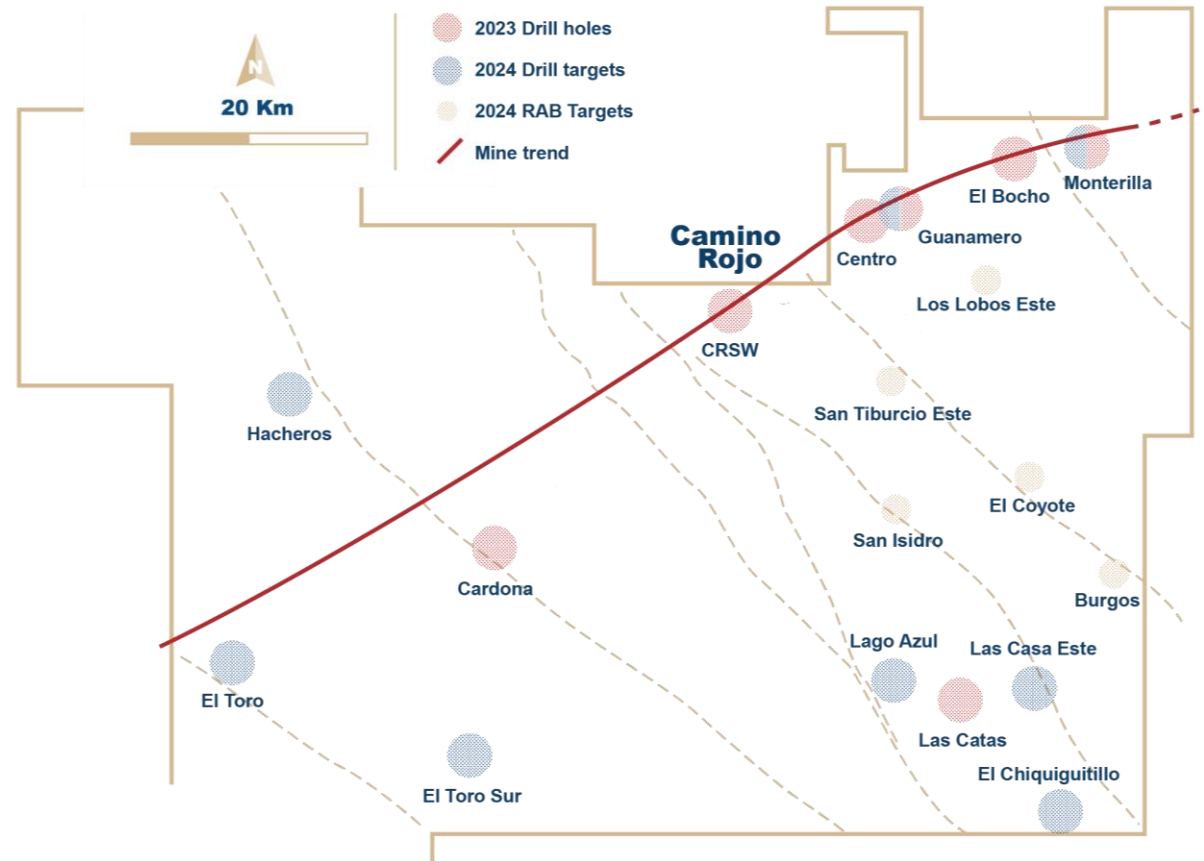 2023 Drill holes
N
2024 Drill targets
20 Km
2024 RAB Targets
Mine trend
El Bocho
Monterilla
Camino
Rojo
Guanamero
Centro
Los Lobos Este
CRSW
San Tiburcio Este
Hacheros
El Coyote
San Isidro
Cardona
Burgos
Lago Azul
Las Casa Este
El Toro
Las Catas
El Chiquiguitillo
El Toro Sur